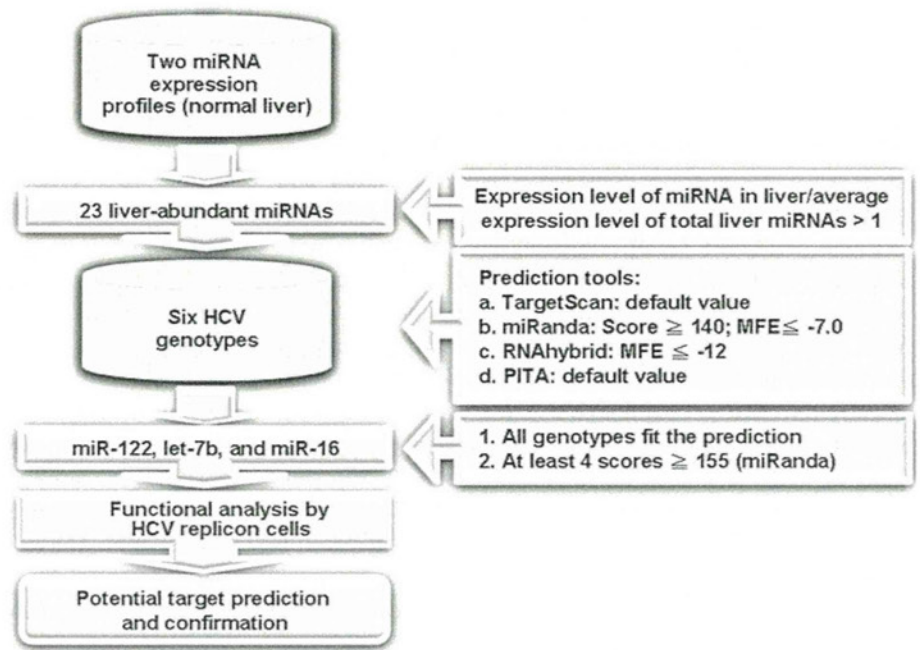 Two miRNA
expression
profiles (normal liver)
23 liver-abundant miRNAs
Expression level of miRNA in liver/average
expression level of total liver miRNAs > 1
Six HCV
genotypes
Prediction tools:
a. TargetScan: default value
b. miRanda: Score ≧ 140; MFE≦ -7.0
c. RNAhybrid: MFE ≦ -12
d. PITA: default value
miR-122, let-7b, and miR-16
1. All genotypes fit the prediction
2. At least 4 scores ≧ 155 (miRanda)
Functional analysis by
HCV replicon cells
Potential target prediction
and confirmation